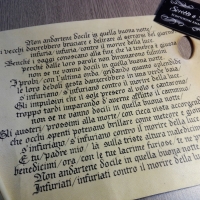 Non andartene docile in quella buona notte,
i vecchi dovrebbero bruciare e delirare al serrarsi del giorno;
infuria, infuria, contro il morire della luce.
Benché i saggi conoscano alla fine che la tenebra è giusta
perché dalle loro parole non diramarono fulmini
non se ne vanno docili in quella buona notte.
I probi, con l'ultima onda, gridando quanto splendide
le loro deboli gesta danzerebbero in una verde baia,
s'infuriano, s'infuriano contro il morire della luce.
Gli impulsivi che il sole presero al volo e cantarono,
troppo tardi imparando d'averne afflitto il cammino,
non se ne vanno docili in quella buona notte.
Gli austeri, prossimi alla morte, con cieca vista accorgendosi
che occhi spenti potevano brillare come meteore e gioire,
s'infuriano, s'infuriano contro il morire della luce.
E tu, padre mio, là sulla triste altura maledicimi,
benedicimi, ora, con le tue lacrime furiose, te ne prego.
Non andartene docile in quella buona notte.
Infuriati, infuriati contro il morire della luce.